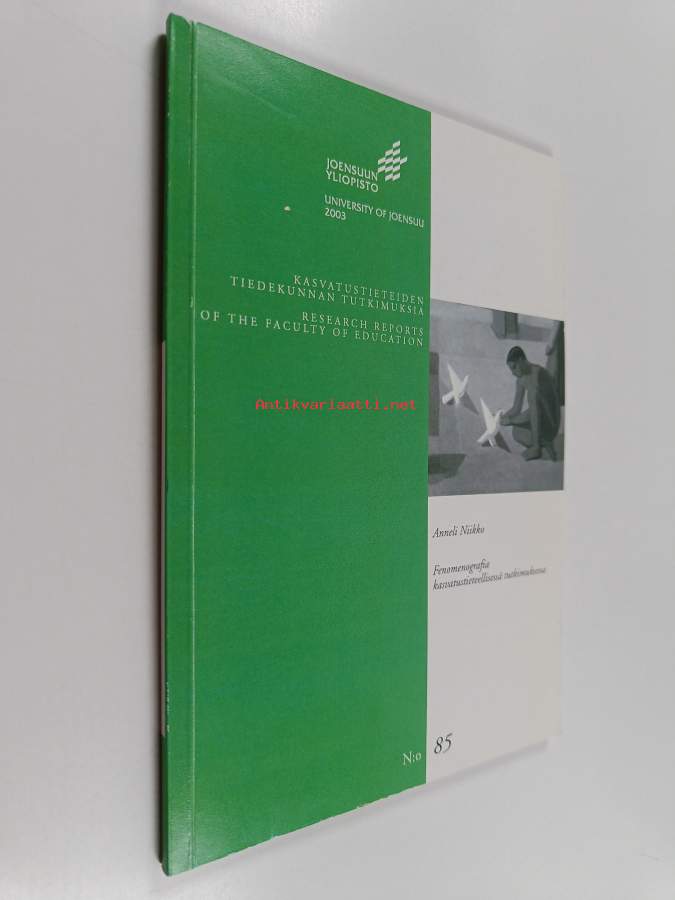 JOENSUUN
YLIOPISTO
UNIVERSITY OF JOENSUU
2003
KASVATUSTIETEIDEN
TIEDEKUNNAN TUTKIMUKSIA
RESEARCH REPORTS
OF THE FACULTY OF EDUCATION
Antikvariaatti.net
Anneli Niikko
Fenomenografia
kasvatustieteellisessä tutkimuksessa
N:o 85